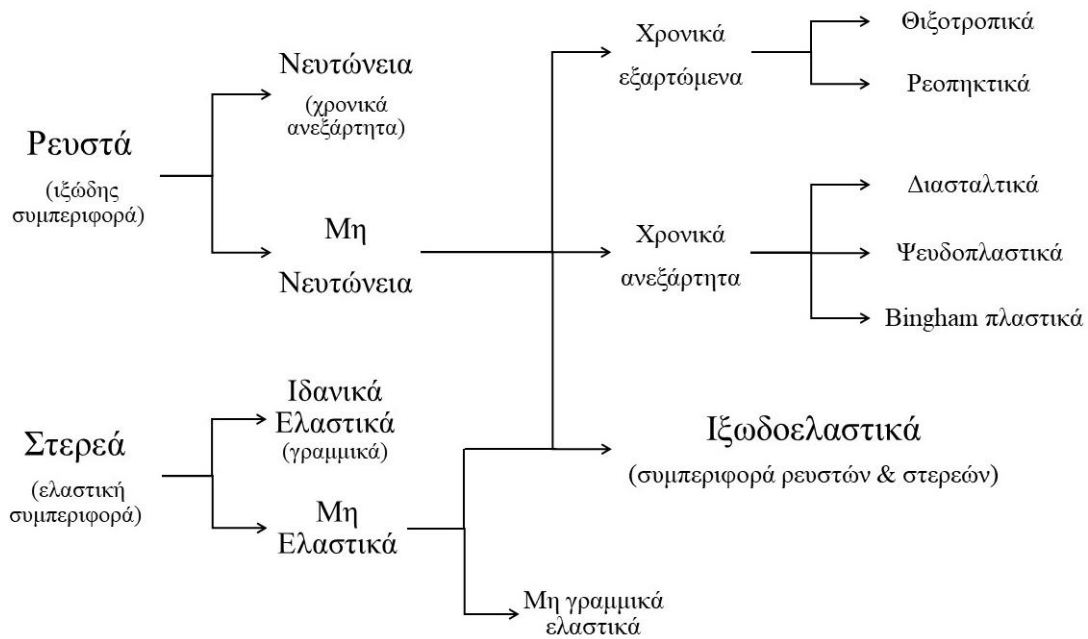 Ρευστά
(ιξώδης
συμπεριφορά)
Νευτώνεια
(χρονικά
ανεξάρτητα)
Μη
Νευτώνεια
Χρονικά
εξαρτώμενα
Θιξοτροπικά
Ρεοπηκτικά
Χρονικά
ανεξάρτητα
Διασταλτικά
Ψευδοπλαστικά
Bingham πλαστικά
Στερεά
(ελαστική
συμπεριφορά)
Ιδανικά
Ελαστικά
(γραμμικά)
Μη
Ελαστικά
Ιξωδοελαστικά
(συμπεριφορά ρευστών & στερεών)
Μη γραμμικά
ελαστικά